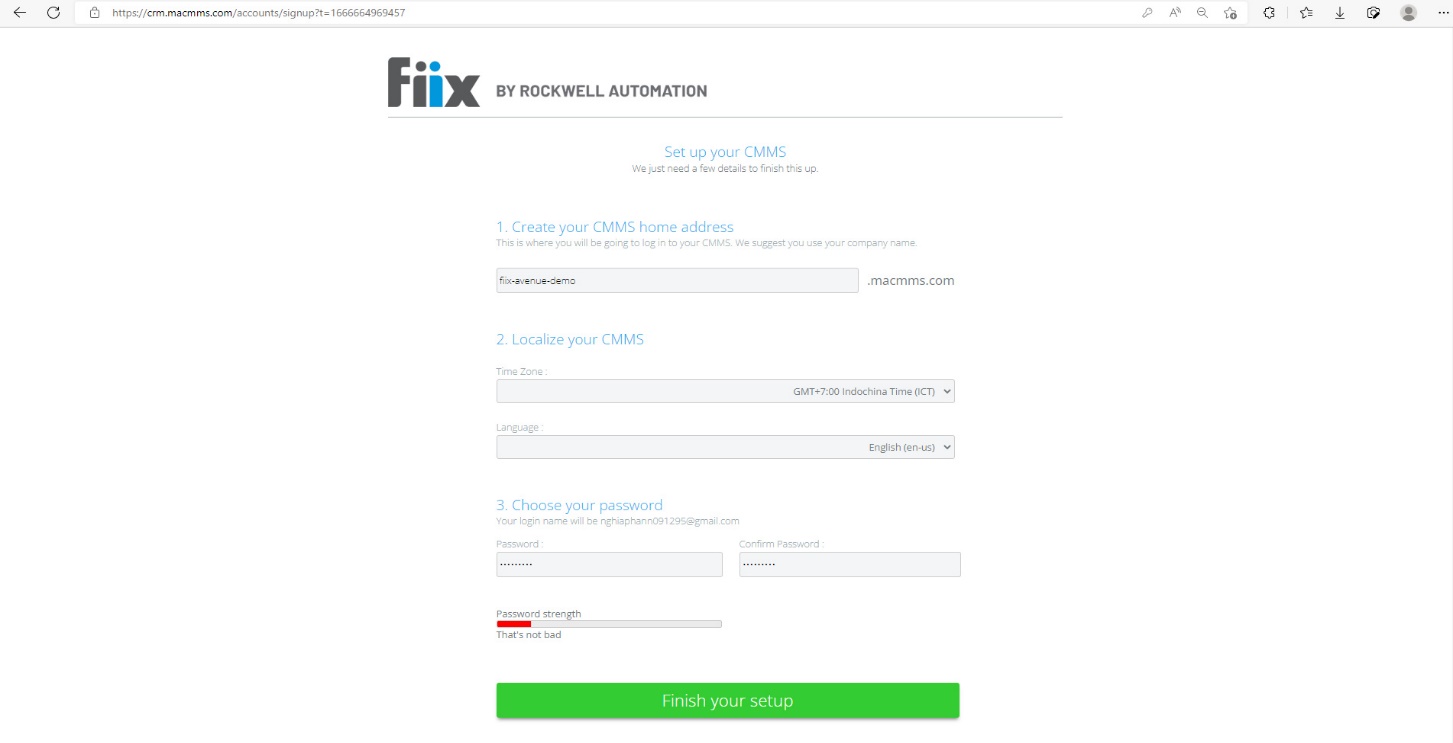 https://crm.macmms.com/accounts/signup?t=1666664969457
fiix BY ROCKWELL AUTOMATION
Set up your CMMS
We just need a few details to finish this up.
1. Create your CMMS home address
This is where you will be going to log in to your CMMS. We suggest you use your company name.
fiix-avenue-demo .macmms.com
2. Localize your CMMS
Time Zone :
GMT+7:00 Indochina Time (ICT)
Language :
English (en-us)
3. Choose your password
Your login name will be nghiaphann091295@gmail.com
Password : Confirm Password :
••••••••• •••••••••
Password strength
That's not bad
Finish your setup